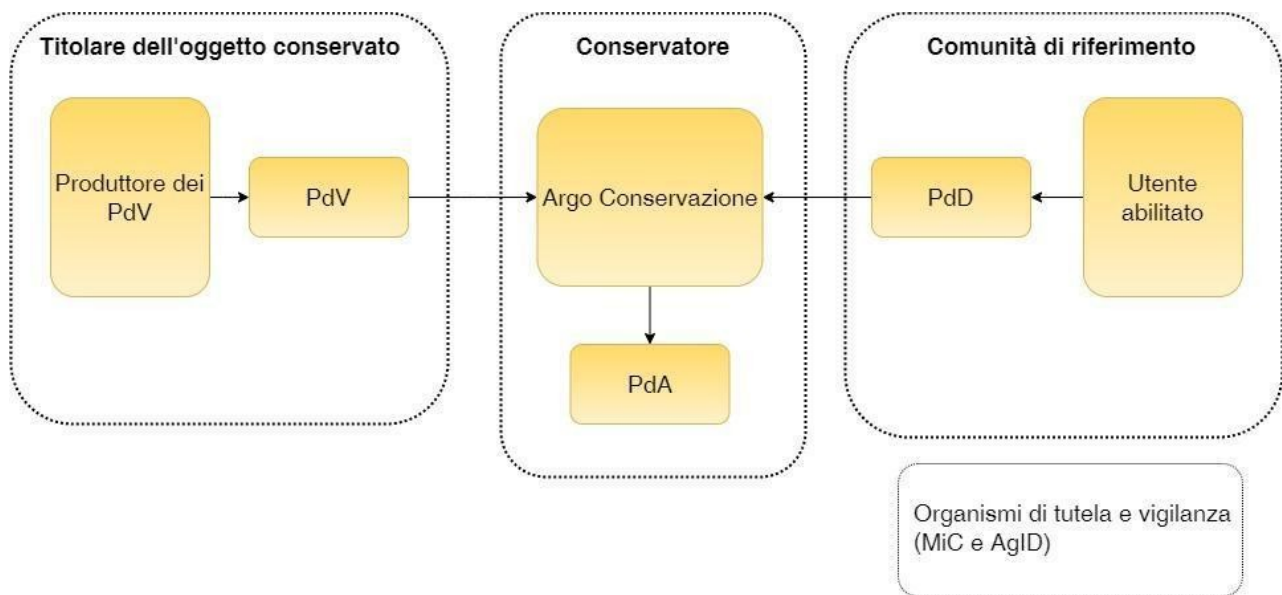 Titolare dell'oggetto conservato
Produttore dei
PdV
PdV
Conservatore
Argo Conservazione
PdA
Comunità di riferimento
PdD
Utente
abilitato
Organismi di tutela e vigilanza
(MiC e AgID)